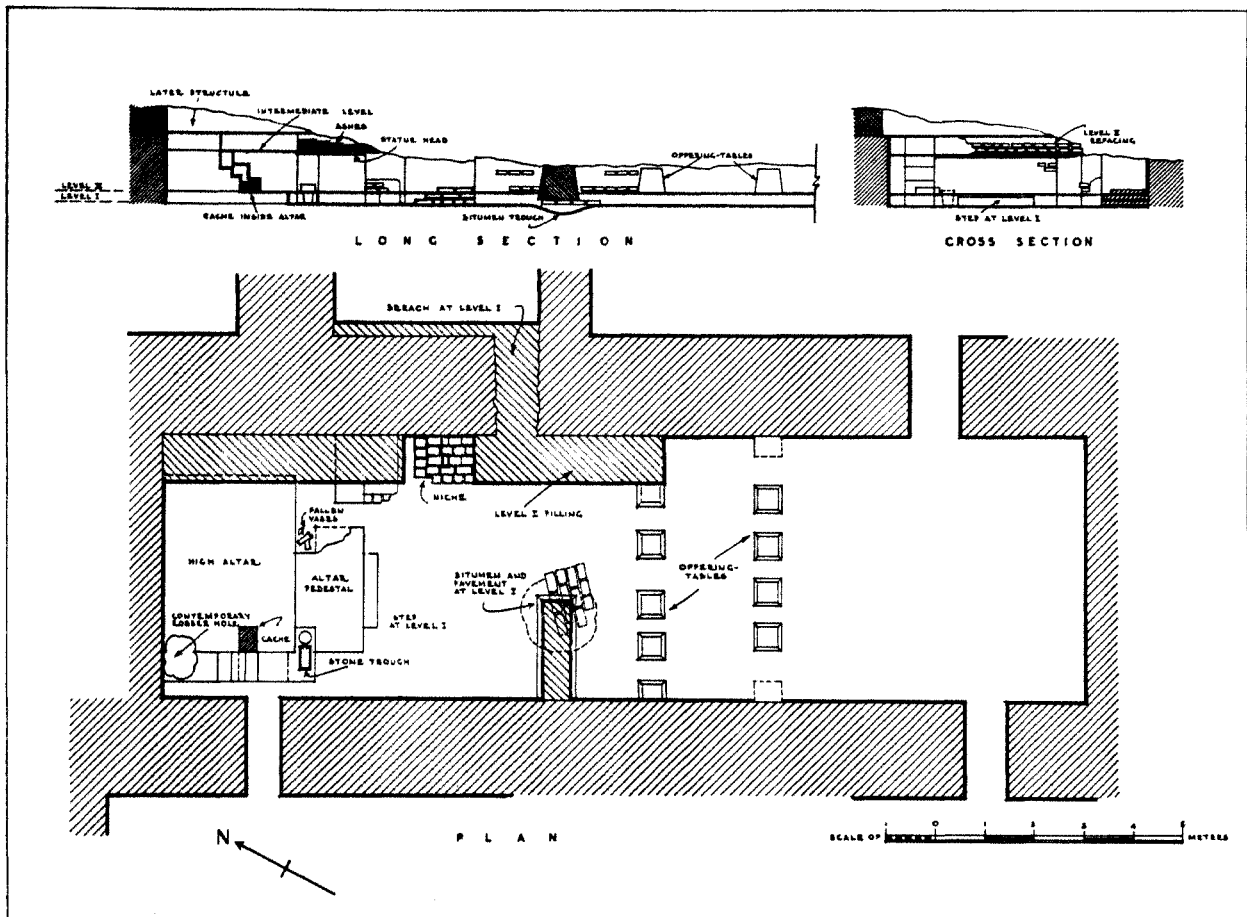 LATER STRUCTURE
INTERMEDIATE LEVEL
ASHES
STATUE HEAD
OFFERING-TABLES
LEVEL I
CACHE INSIDE ALTAR
BITUMEN TROUGH
LONG SECTION
LEVEL II
REFACING
STEP AT LEVEL I
CROSS SECTION
BREACH AT LEVEL I
NICHE
LEVEL I FILLING
FALLEN
VASES
HIGH ALTAR
ALTAR
PEDESTAL
BITUMEN AND
PAVEMENT
AT LEVEL I
OFFERING-
TABLES
CONTEMPORARY
ROBBER HOLE
CACHE
STEP
AT LEVEL I
STONE TROUGH
N
PLAN
SCALE OF
1 0 1 2 3 4 5
METERS